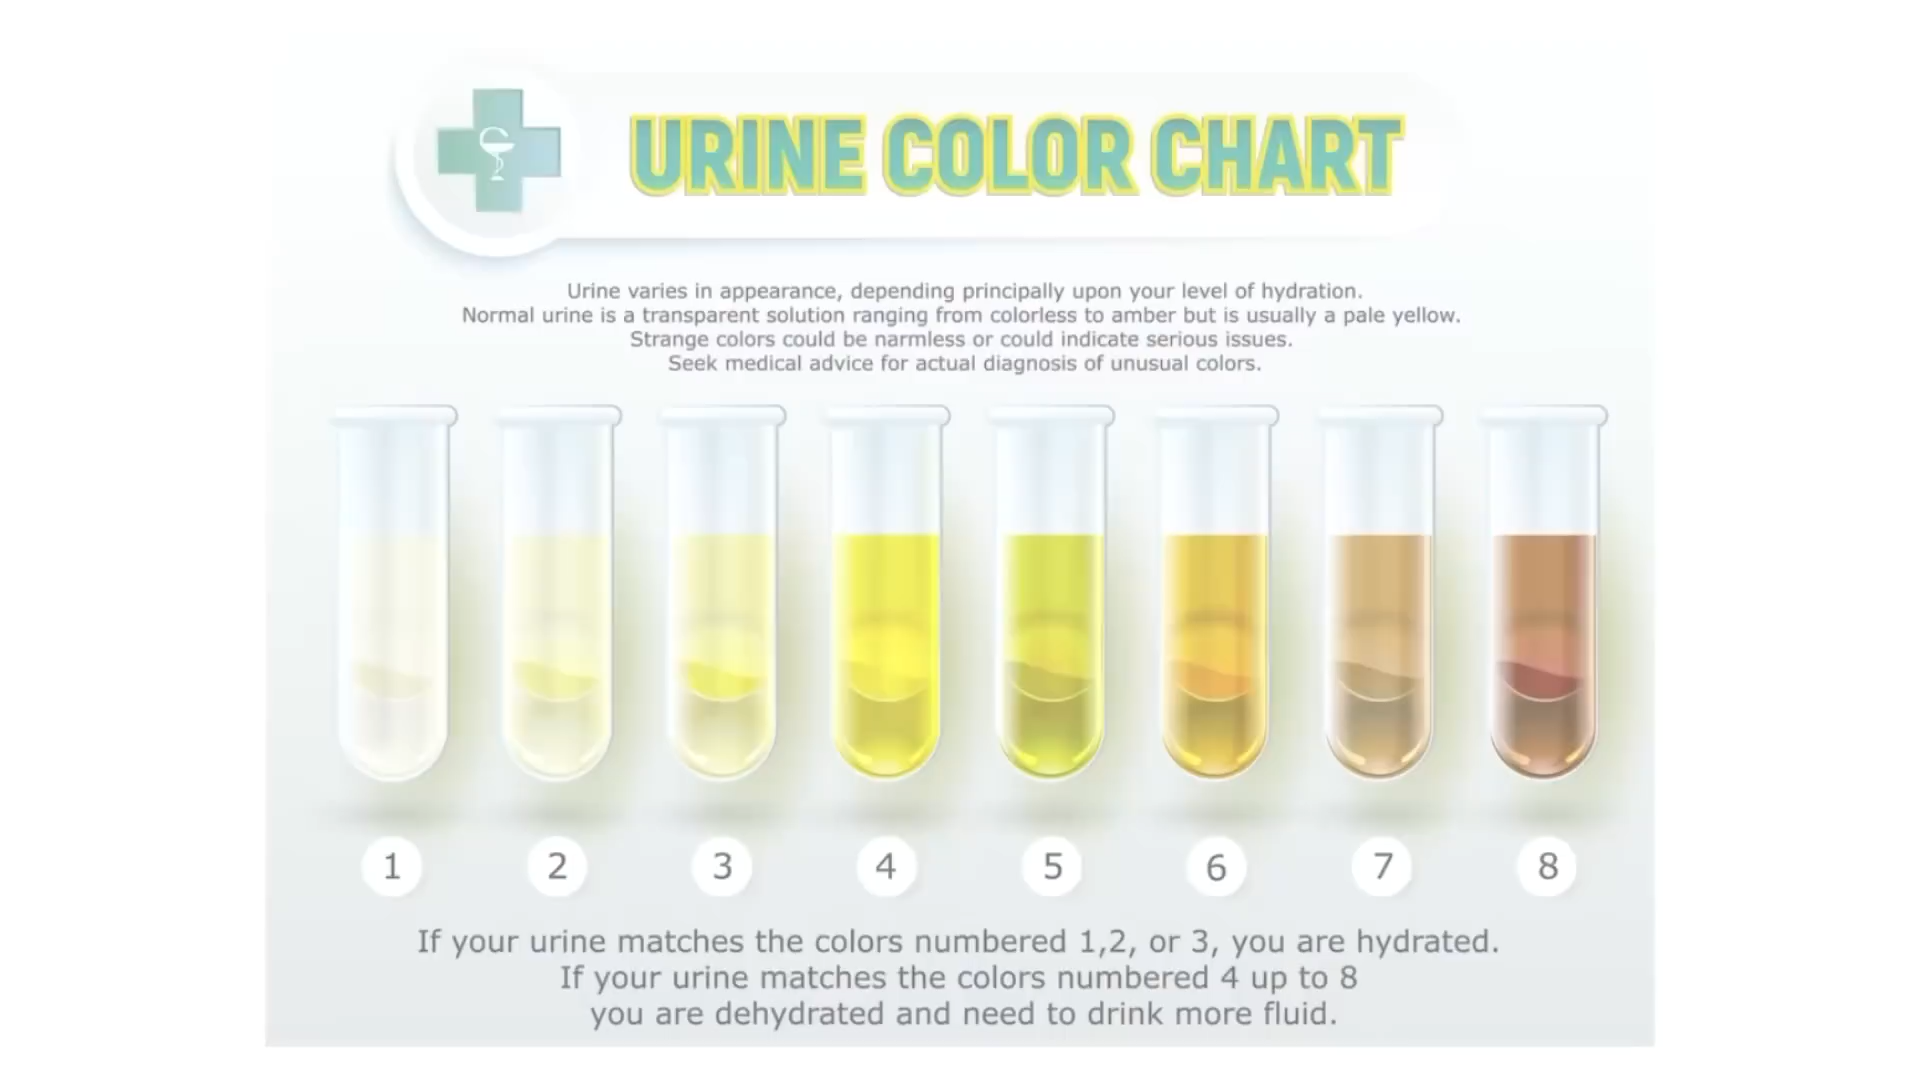 URINE COLOR CHART
Urine varies in appearance, depending principally upon your level of hydration.
Normal urine is a transparent solution ranging from colorless to amber but is usually a pale yellow.
Strange colors could be narmless or could indicate serious issues.
Seek medical advice for actual diagnosis of unusual colors.
1 2 3 4 5 6 7 8
If your urine matches the colors numbered 1,2, or 3, you are hydrated.
If your urine matches the colors numbered 4 up to 8
you are dehydrated and need to drink more fluid.